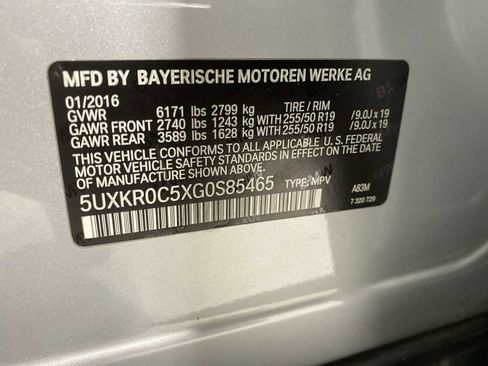 MFD BY BAYERISCHE MOTOREN WERKE AG
01/2016
GVWR 6171 lbs 2799 kg TIRE / RIM
GAWR FRONT 2740 lbs 1243 kg WITH 255/50 R19 /9.0J x 19
GAWR REAR 3589 lbs 1628 kg WITH 255/50 R19 /9.0J x 19
THIS VEHICLE CONFORMS TO ALL APPLICABLE U.S. FEDERAL
MOTOR VEHICLE SAFETY STANDARDS IN EFFECT
ON THE DATE OF MANUFACTURE SHOWN ABOVE.
5UXKR0C5XG0S85465 TYPE: MPV A83M
7 320 729